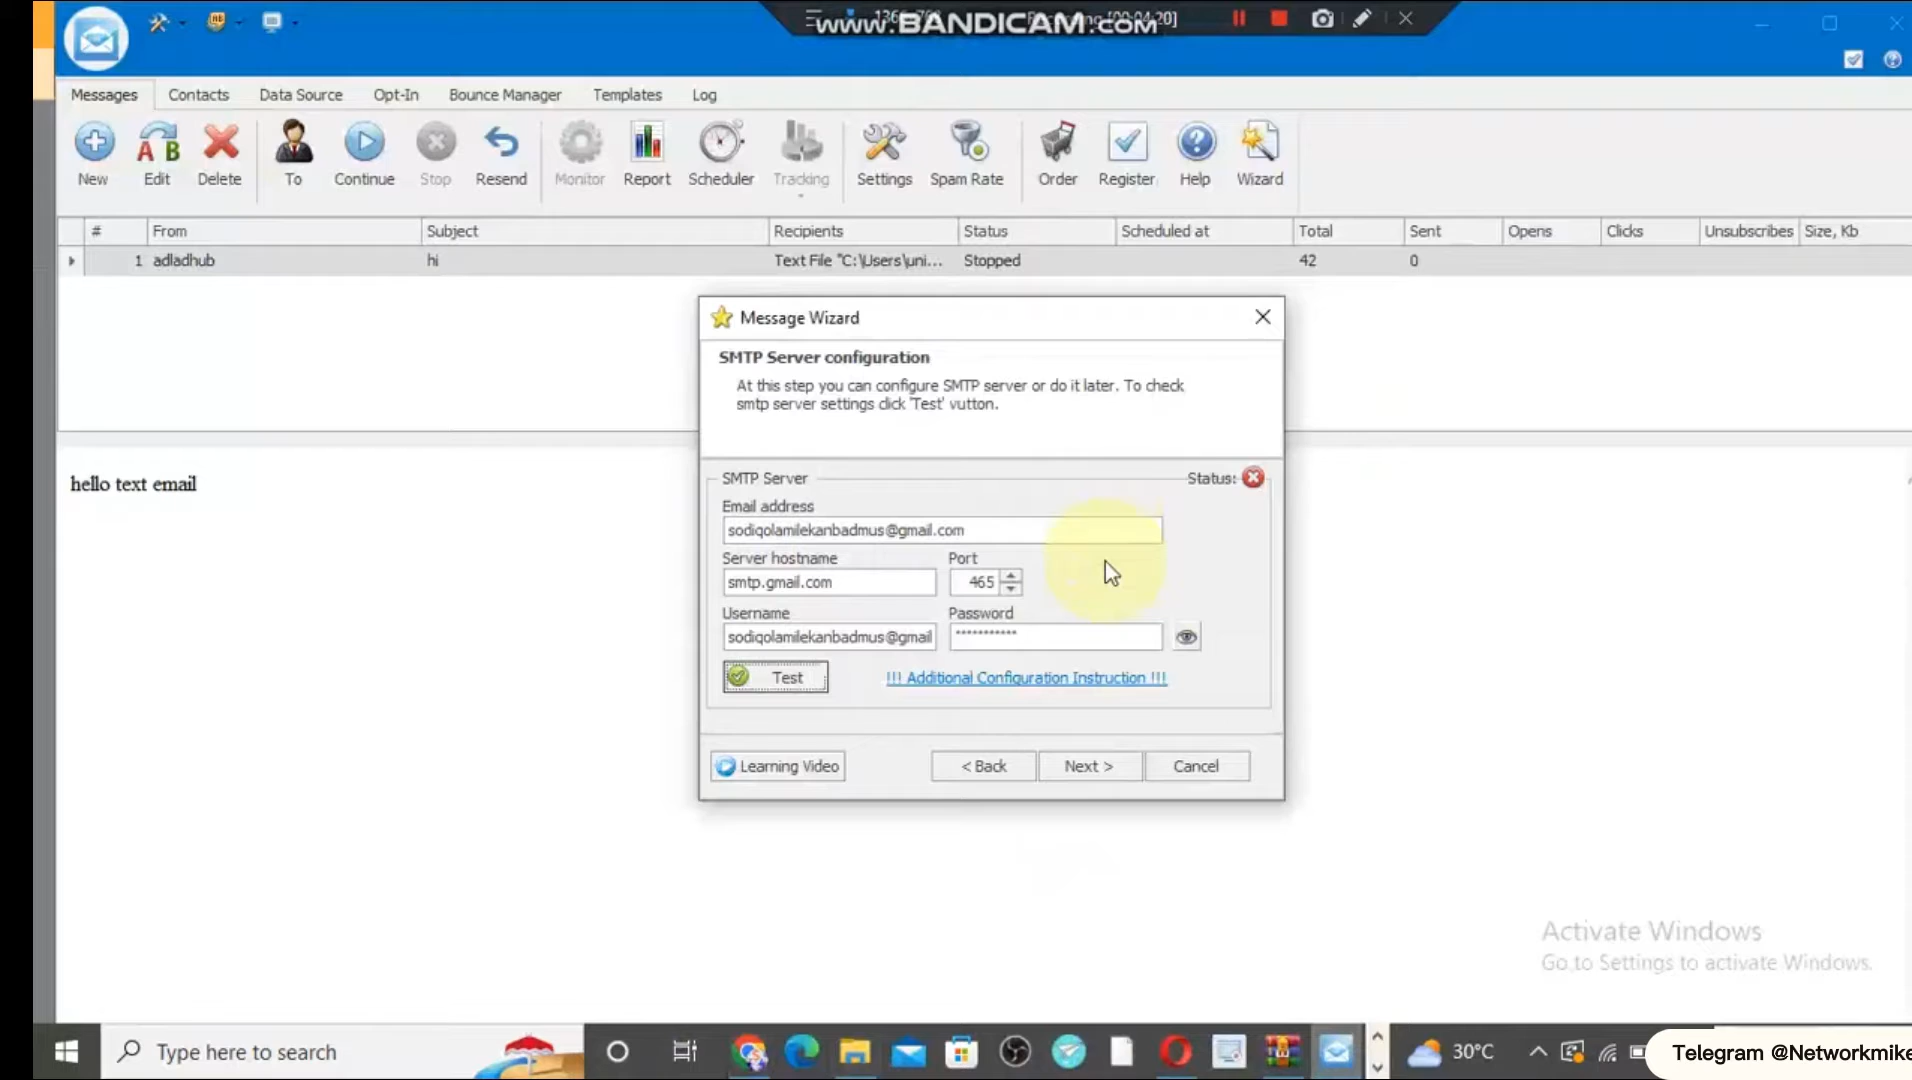 www.BANDICAM.com
[00:04:20]
Messages Contacts Data Source Opt-In Bounce Manager Templates Log
New Edit Delete To Continue Stop Resend Monitor Report Scheduler Tracking Settings Spam Rate Order Register Help Wizard
# From Subject Recipients Status Scheduled at Total Sent Opens Clicks Unsubscribes Size, Kb
1 adladhub hi Text File "C:\Users\uni... Stopped 42 0
Message Wizard
SMTP Server configuration
At this step you can configure SMTP server or do it later. To check
smtp server settings click 'Test' vutton.
hello text email
SMTP Server Status:
Email address
sodiqolamilekanbadmus@gmail.com
Server hostname Port
smtp.gmail.com 465
Username Password
sodiqolamilekanbadmus@gmail ***********
Test !!! Additional Configuration Instruction !!!
Learning Video < Back Next > Cancel
Activate Windows
Go to Settings to activate Windows.
Type here to search 30°C Telegram @Networkmike